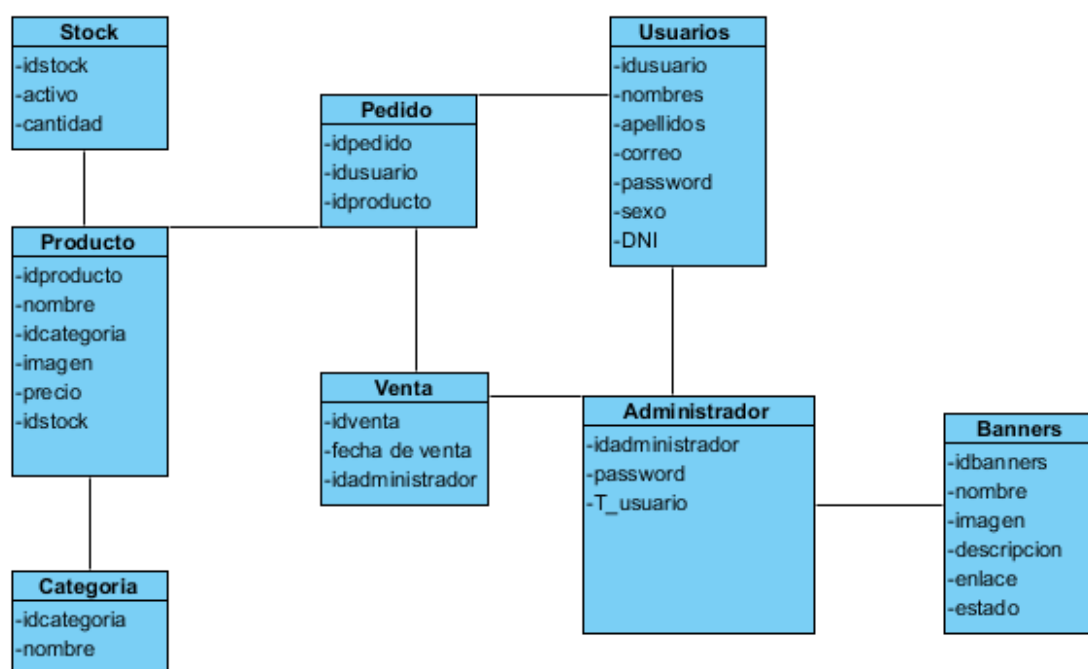 Stock
-idstock
-activo
-cantidad
Usuarios
-idusuario
-nombres
-apellidos
-correo
-password
-sexo
-DNI
Pedido
-idpedido
-idusuario
-idproducto
Producto
-idproducto
-nombre
-idcategoria
-imagen
-precio
-idstock
Venta
-idventa
-fecha de venta
-idadministrador
Administrador
-idadministrador
-password
-T_usuario
Banners
-idbanners
-nombre
-imagen
-descripcion
-enlace
-estado
Categoria
-idcategoria
-nombre